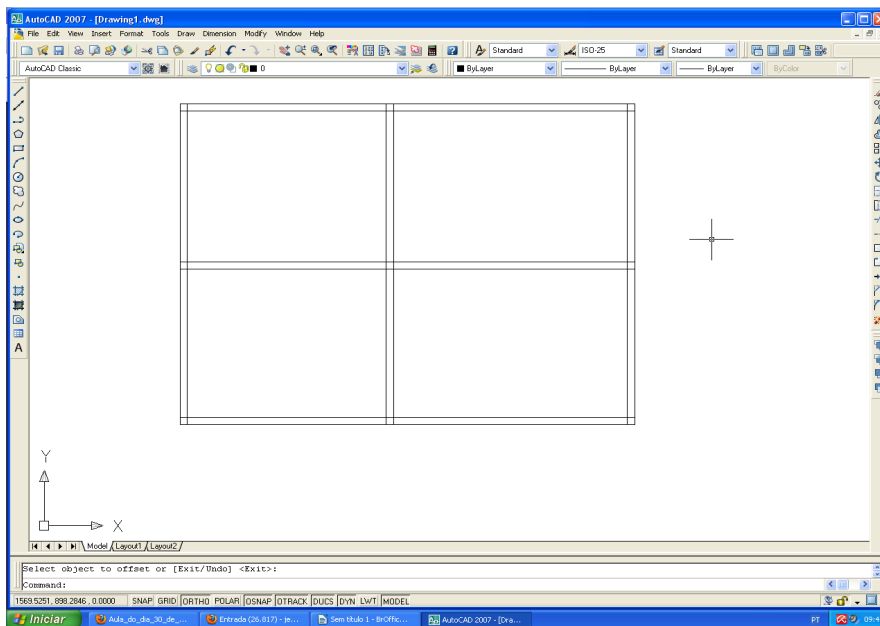 AutoCAD 2007 - [Drawing1.dwg]
File Edit View Insert Format Tools Draw Dimension Modify Window Help
Standard ISO-25 Standard
AutoCAD Classic 0 ByLayer ByLayer ByLayer ByColor
A
Y
X
Model Layout1 Layout2
Select object to offset or [Exit/Undo] <Exit>:
Command:
1569.5251, 898.2846 , 0.0000 SNAP GRID ORTHO POLAR OSNAP OTRACK DUCS DYN LWT MODEL
Iniciar Aula_do_dia_30_de_... Entrada (26.817) - je... Sem título 1 - BrOffic... AutoCAD 2007 - [Dra... PT